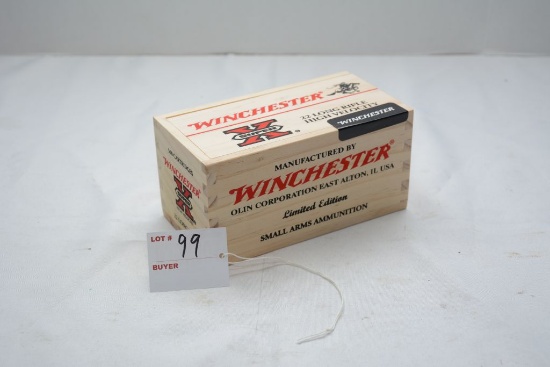 WINCHESTER
X
SUPER
22 LONG RIFLE
HIGH VELOCITY
WINCHESTER
MANUFACTURED BY
WINCHESTER®
OLIN CORPORATION EAST ALTON, IL USA
Limited Edition
SMALL ARMS AMMUNITION
WINCHESTER
X
SUPER
LOT # 99
BUYER